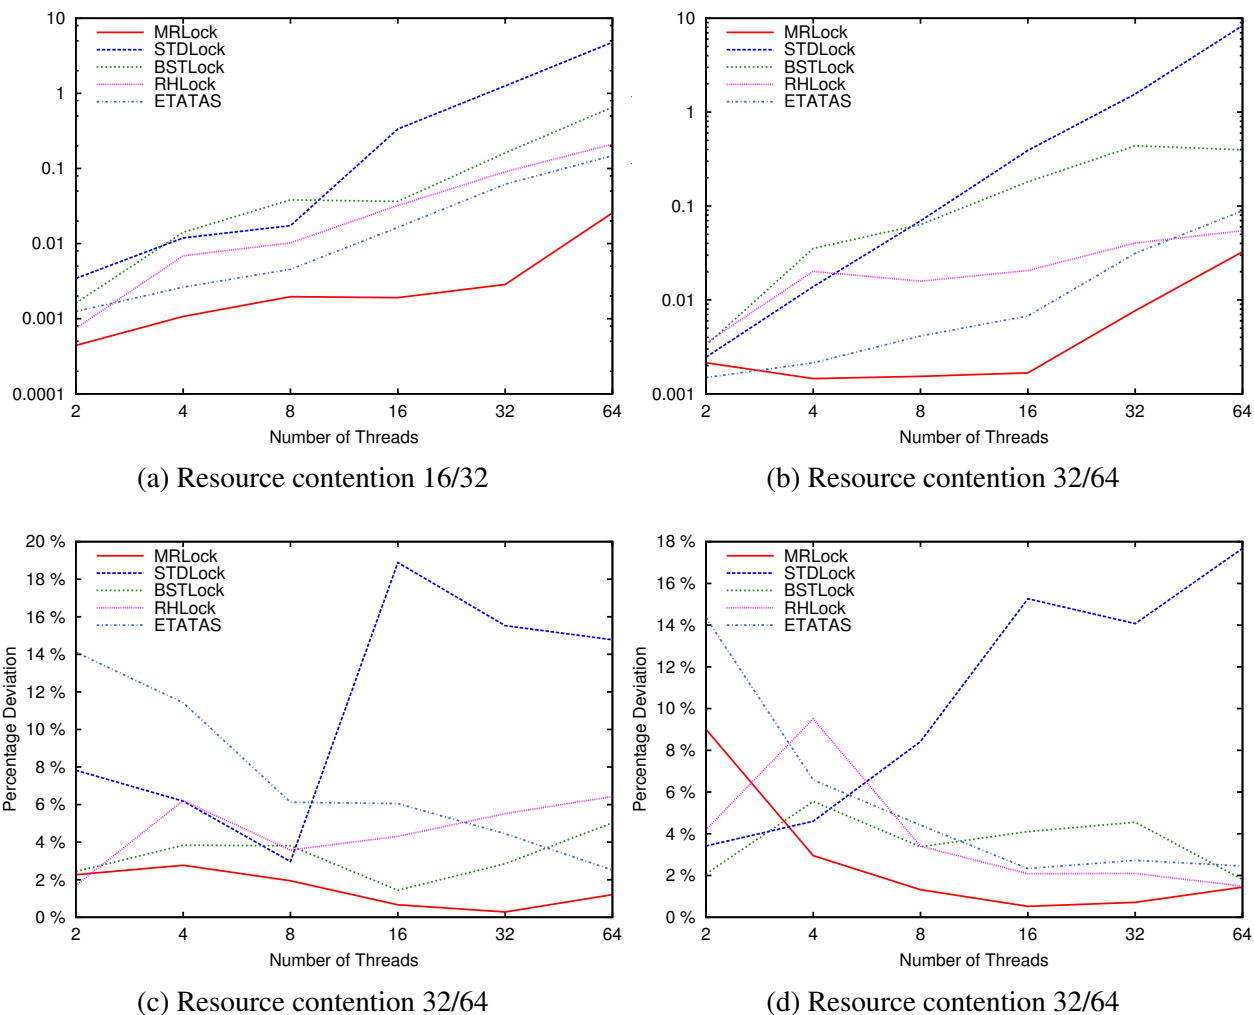 10
1
0.1
0.01
0.001
0.0001
MRLock
STDLock
BSTLock
RHLock
ETATAS
2 4 8 16 32 64
Number of Threads
(a) Resource contention 16/32
10
1
0.1
0.01
0.001
MRLock
STDLock
BSTLock
RHLock
ETATAS
2 4 8 16 32 64
Number of Threads
(b) Resource contention 32/64
Percentage Deviation
20 %
18 %
16 %
14 %
12 %
10 %
8 %
6 %
4 %
2 %
0 %
MRLock
STDLock
BSTLock
RHLock
ETATAS
2 4 8 16 32 64
Number of Threads
(c) Resource contention 32/64
Percentage Deviation
18 %
16 %
14 %
12 %
10 %
8 %
6 %
4 %
2 %
0 %
MRLock
STDLock
BSTLock
RHLock
ETATAS
2 4 8 16 32 64
Number of Threads
(d) Resource contention 32/64